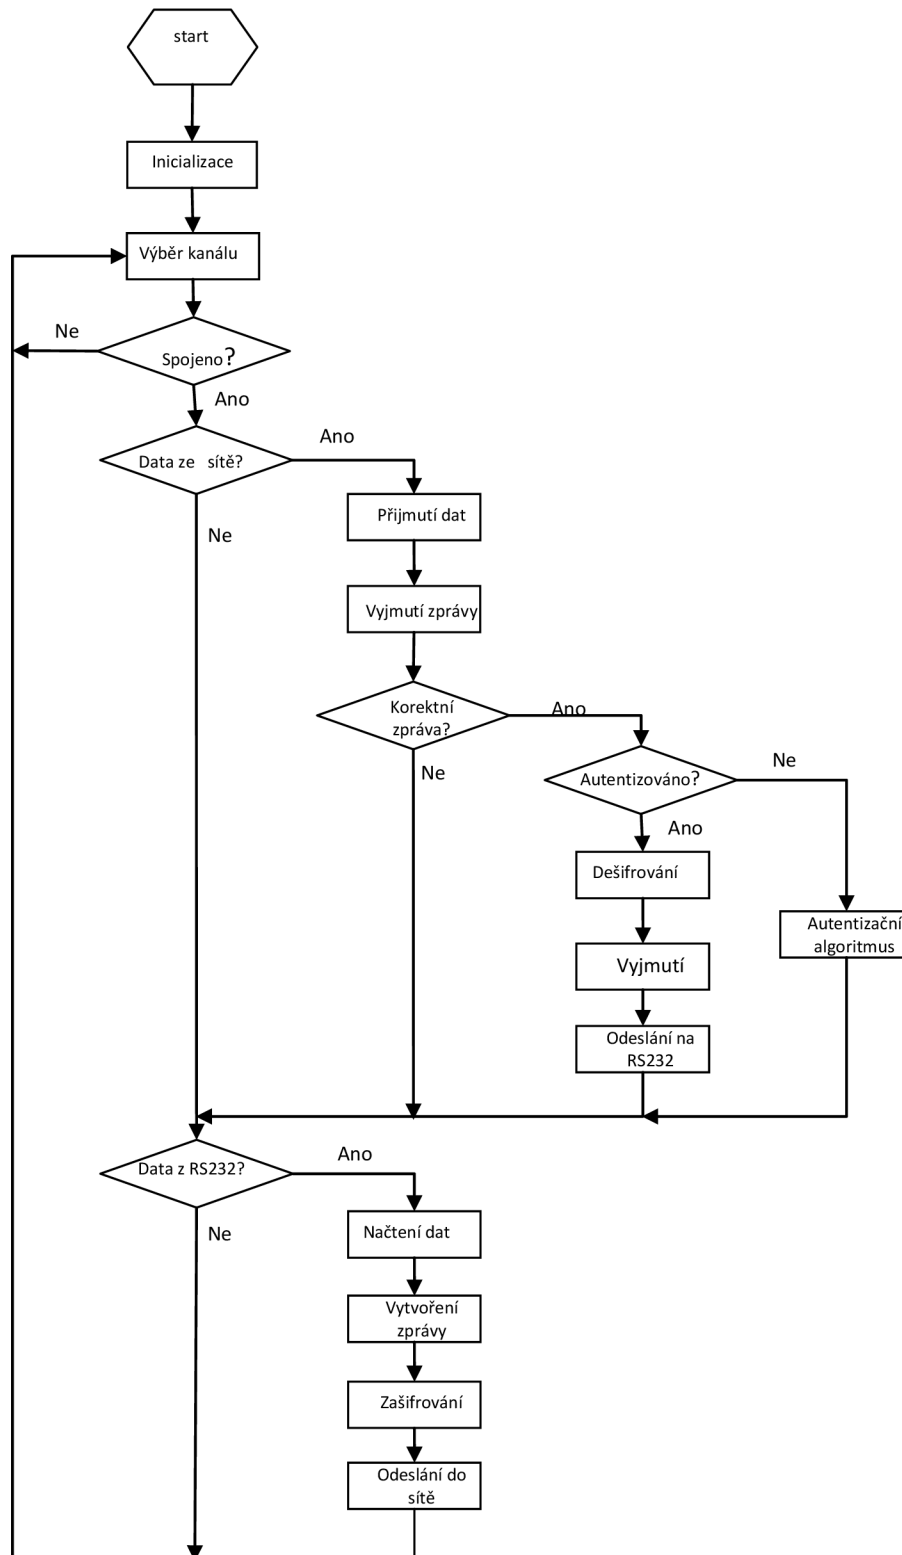 start
Inicializace
Výběr kanálu
Ne
Spojeno?
Ano
Ano
Data ze sítě?
Přijmutí dat
Ne
Vyjmutí zprávy
Korektní
zpráva?
Ano
Ne
Autentizováno?
Ne
Ano
Dešifrování
Autentizační
algoritmus
Vyjmutí
Odeslání na
RS232
Data z RS232?
Ano
Ne
Načtení dat
Vytvoření
zprávy
Zašifrování
Odeslání do
sítě